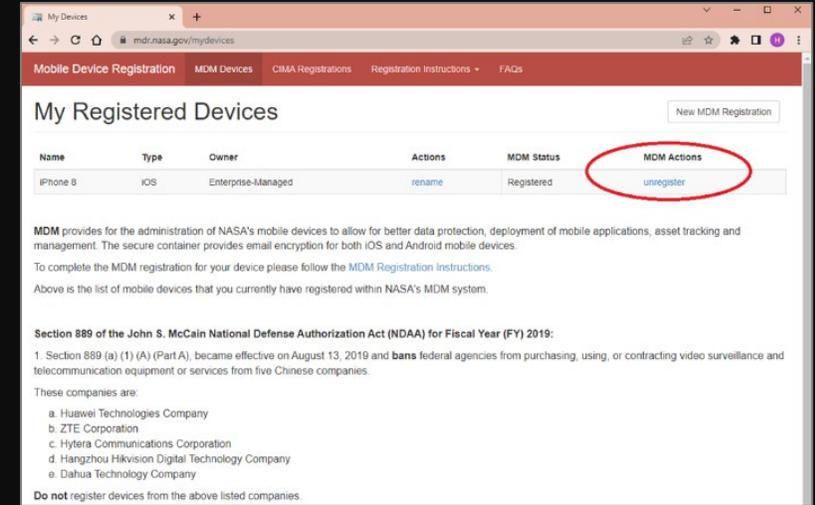 My Devices
mdr.nasa.gov/mydevices
H
Mobile Device Registration MDM Devices CIMA Registrations Registration Instructions FAQs
My Registered Devices
New MDM Registration
Name Type Owner Actions MDM Status MDM Actions
iPhone 8 iOS Enterprise-Managed rename Registered unregister
MDM provides for the administration of NASA's mobile devices to allow for better data protection, deployment of mobile applications, asset tracking and
management. The secure container provides email encryption for both iOS and Android mobile devices.
To complete the MDM registration for your device please follow the MDM Registration Instructions.
Above is the list of mobile devices that you currently have registered within NASA's MDM system.
Section 889 of the John S. McCain National Defense Authorization Act (NDAA) for Fiscal Year (FY) 2019:
1. Section 889 (a) (1) (A) (Part A), became effective on August 13, 2019 and bans federal agencies from purchasing, using, or contracting video surveillance and
telecommunication equipment or services from five Chinese companies.
These companies are:
a. Huawei Technologies Company
b. ZTE Corporation
c. Hytera Communications Corporation
d. Hangzhou Hikvision Digital Technology Company
e. Dahua Technology Company
Do not register devices from the above listed companies.